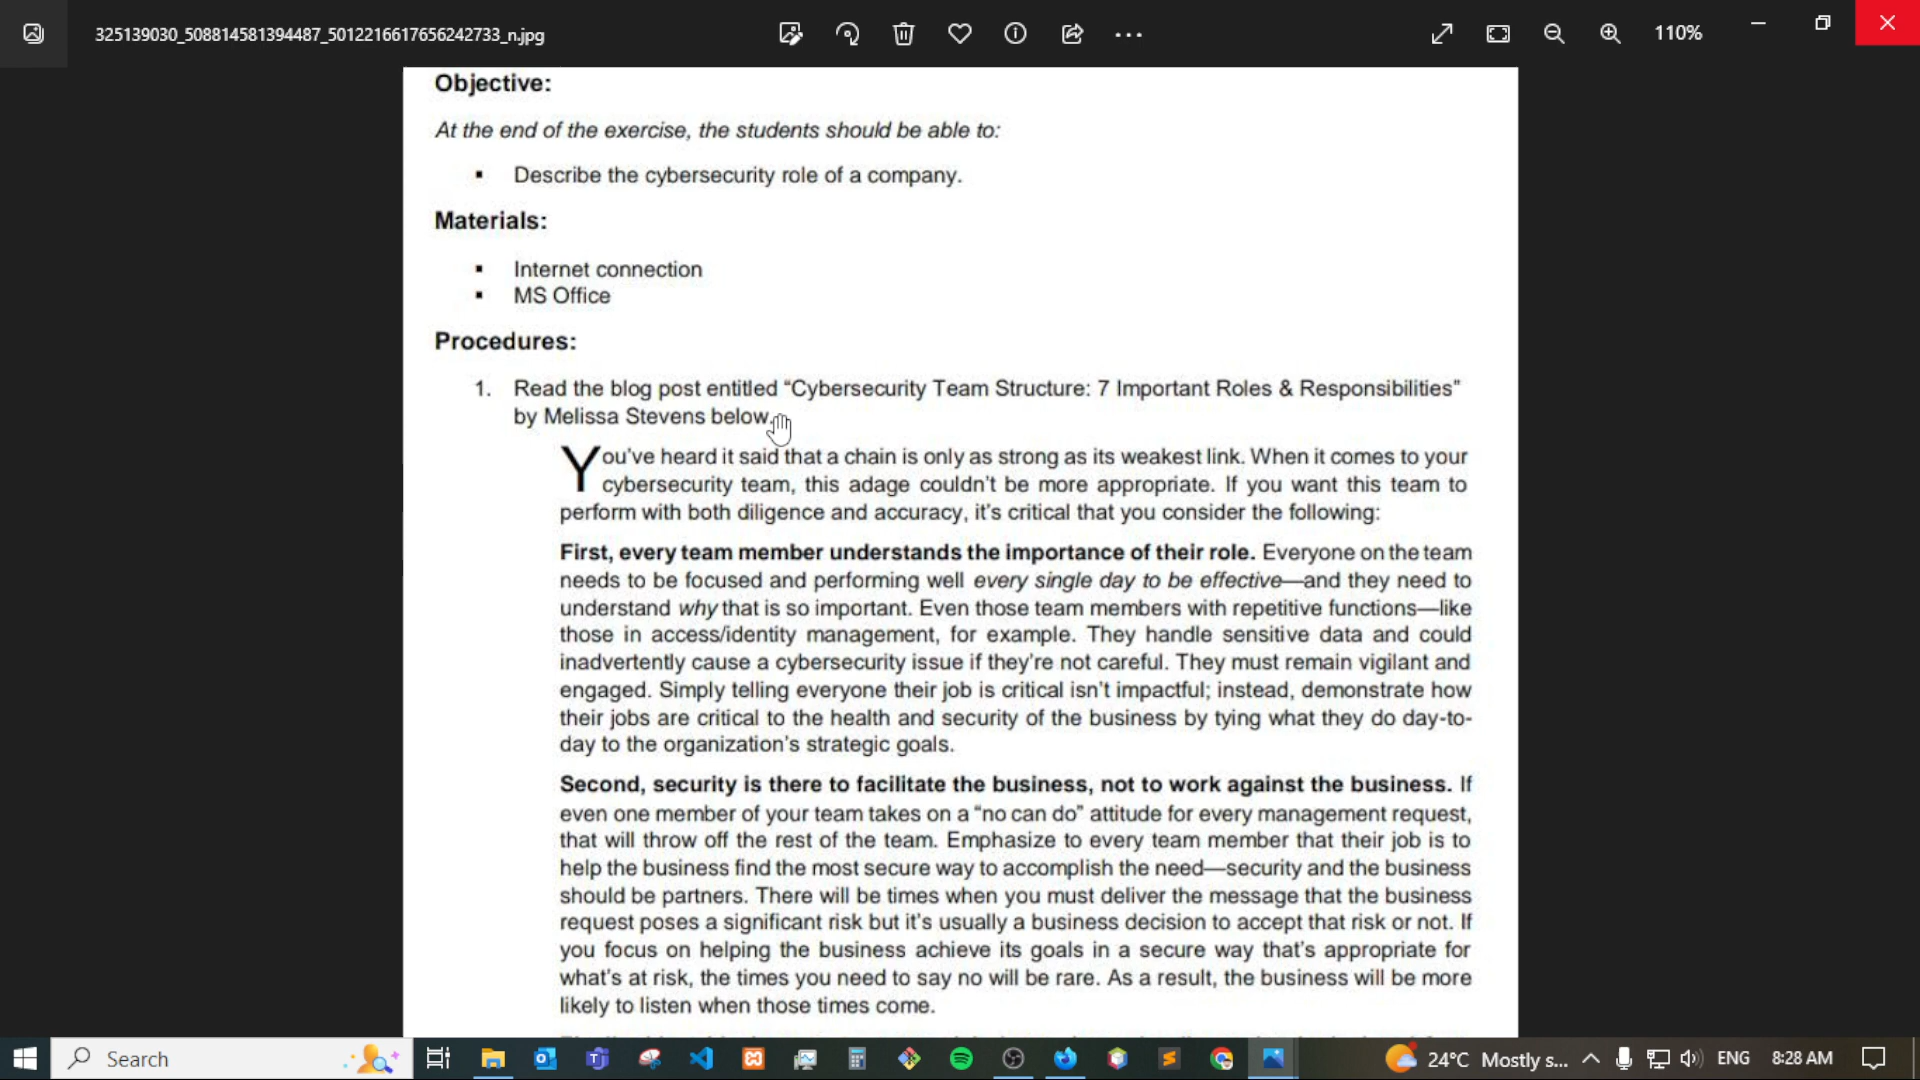 325139030_508814581394487_5012216617656242733_n.jpg
110%
Objective:
At the end of the exercise, the students should be able to:
▪ Describe the cybersecurity role of a company.
Materials:
▪ Internet connection
▪ MS Office
Procedures:
1. Read the blog post entitled “Cybersecurity Team Structure: 7 Important Roles & Responsibilities”
by Melissa Stevens below.
You’ve heard it said that a chain is only as strong as its weakest link. When it comes to your
cybersecurity team, this adage couldn’t be more appropriate. If you want this team to
perform with both diligence and accuracy, it’s critical that you consider the following:
First, every team member understands the importance of their role. Everyone on the team
needs to be focused and performing well every single day to be effective—and they need to
understand why that is so important. Even those team members with repetitive functions—like
those in access/identity management, for example. They handle sensitive data and could
inadvertently cause a cybersecurity issue if they’re not careful. They must remain vigilant and
engaged. Simply telling everyone their job is critical isn’t impactful; instead, demonstrate how
their jobs are critical to the health and security of the business by tying what they do day-to-
day to the organization’s strategic goals.
Second, security is there to facilitate the business, not to work against the business. If
even one member of your team takes on a “no can do” attitude for every management request,
that will throw off the rest of the team. Emphasize to every team member that their job is to
help the business find the most secure way to accomplish the need—security and the business
should be partners. There will be times when you must deliver the message that the business
request poses a significant risk but it’s usually a business decision to accept that risk or not. If
you focus on helping the business achieve its goals in a secure way that’s appropriate for
what’s at risk, the times you need to say no will be rare. As a result, the business will be more
likely to listen when those times come.
Search
24°C Mostly s...
ENG
8:28 AM